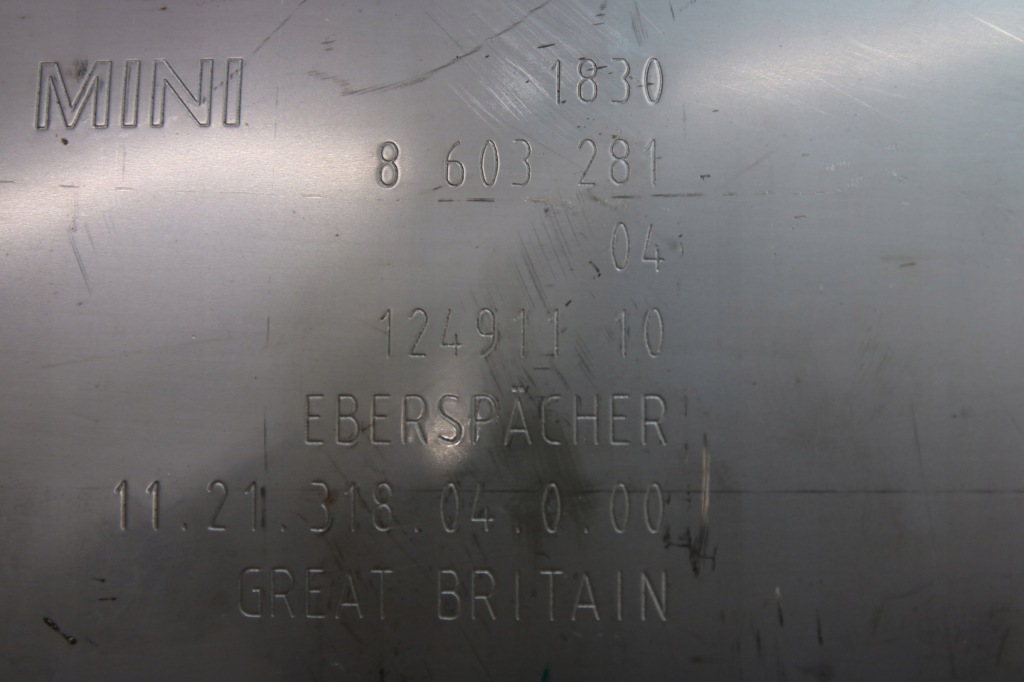 MINI 1830
8 603 281
04
124911 10
EBERSPÄCHER
11.21.318.04.0.00
GREAT BRITAIN